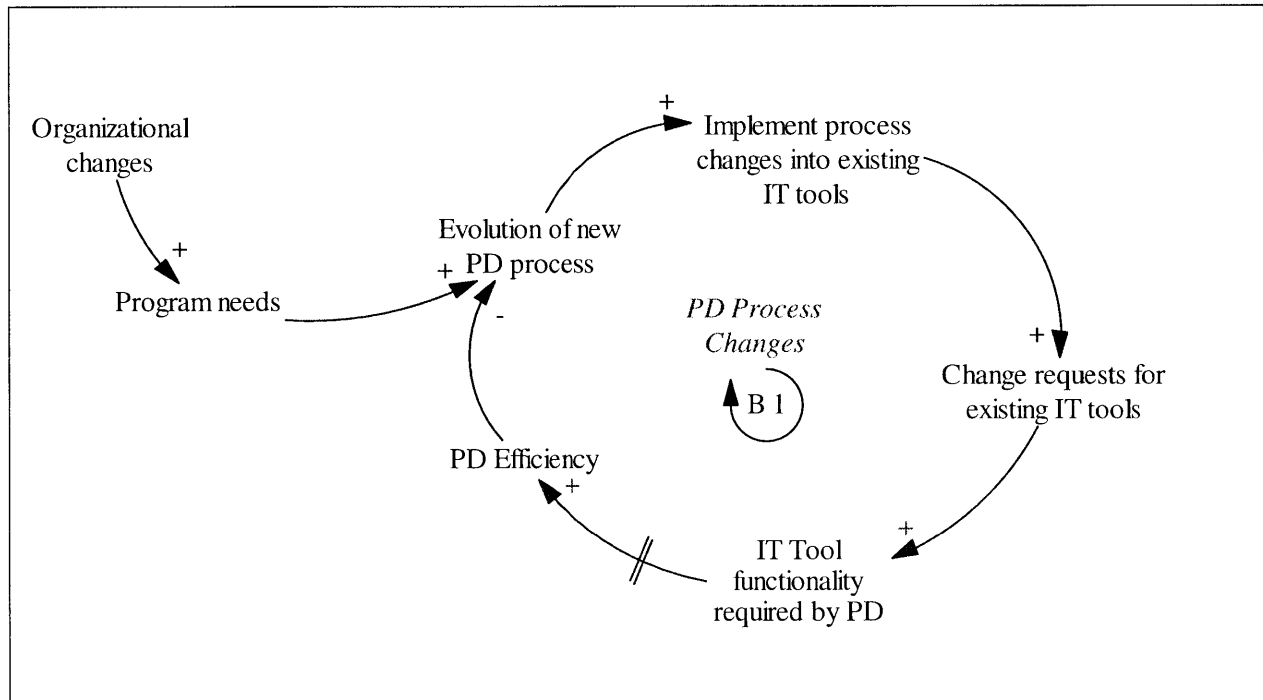 Organizational
changes
+
Program needs
+
Evolution of new
PD process
+
Implement process
changes into existing
IT tools
+
Change requests for
existing IT tools
+
IT Tool
functionality
required by PD
+
PD Efficiency
-
PD Process
Changes
B 1